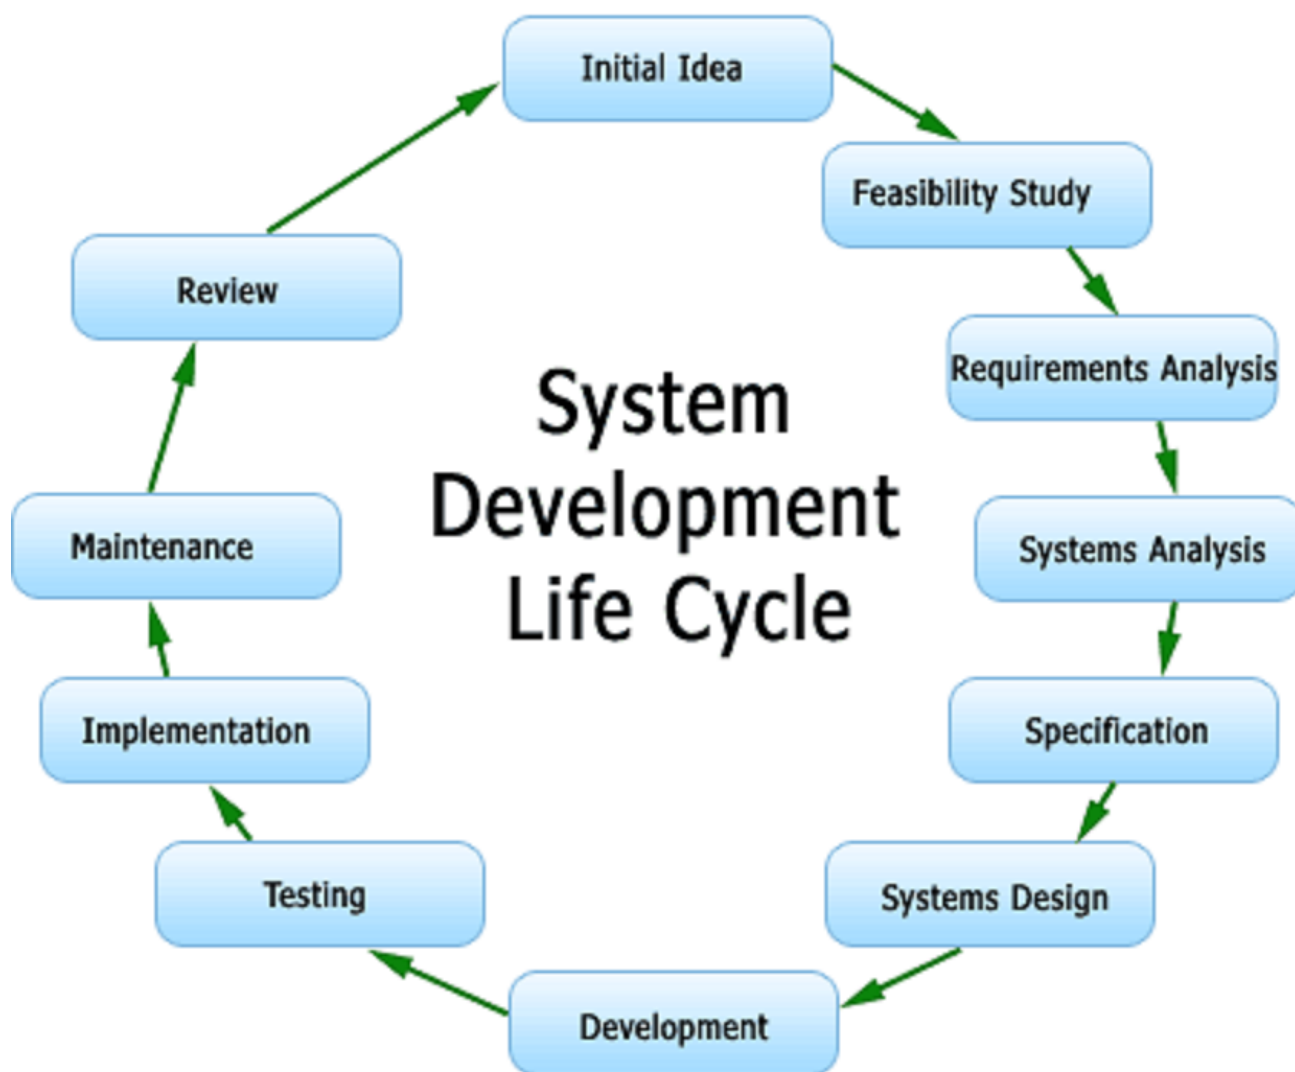 Initial Idea
Feasibility Study
Requirements Analysis
Systems Analysis
Specification
Systems Design
Development
Testing
Implementation
Maintenance
Review
System
Development
Life Cycle